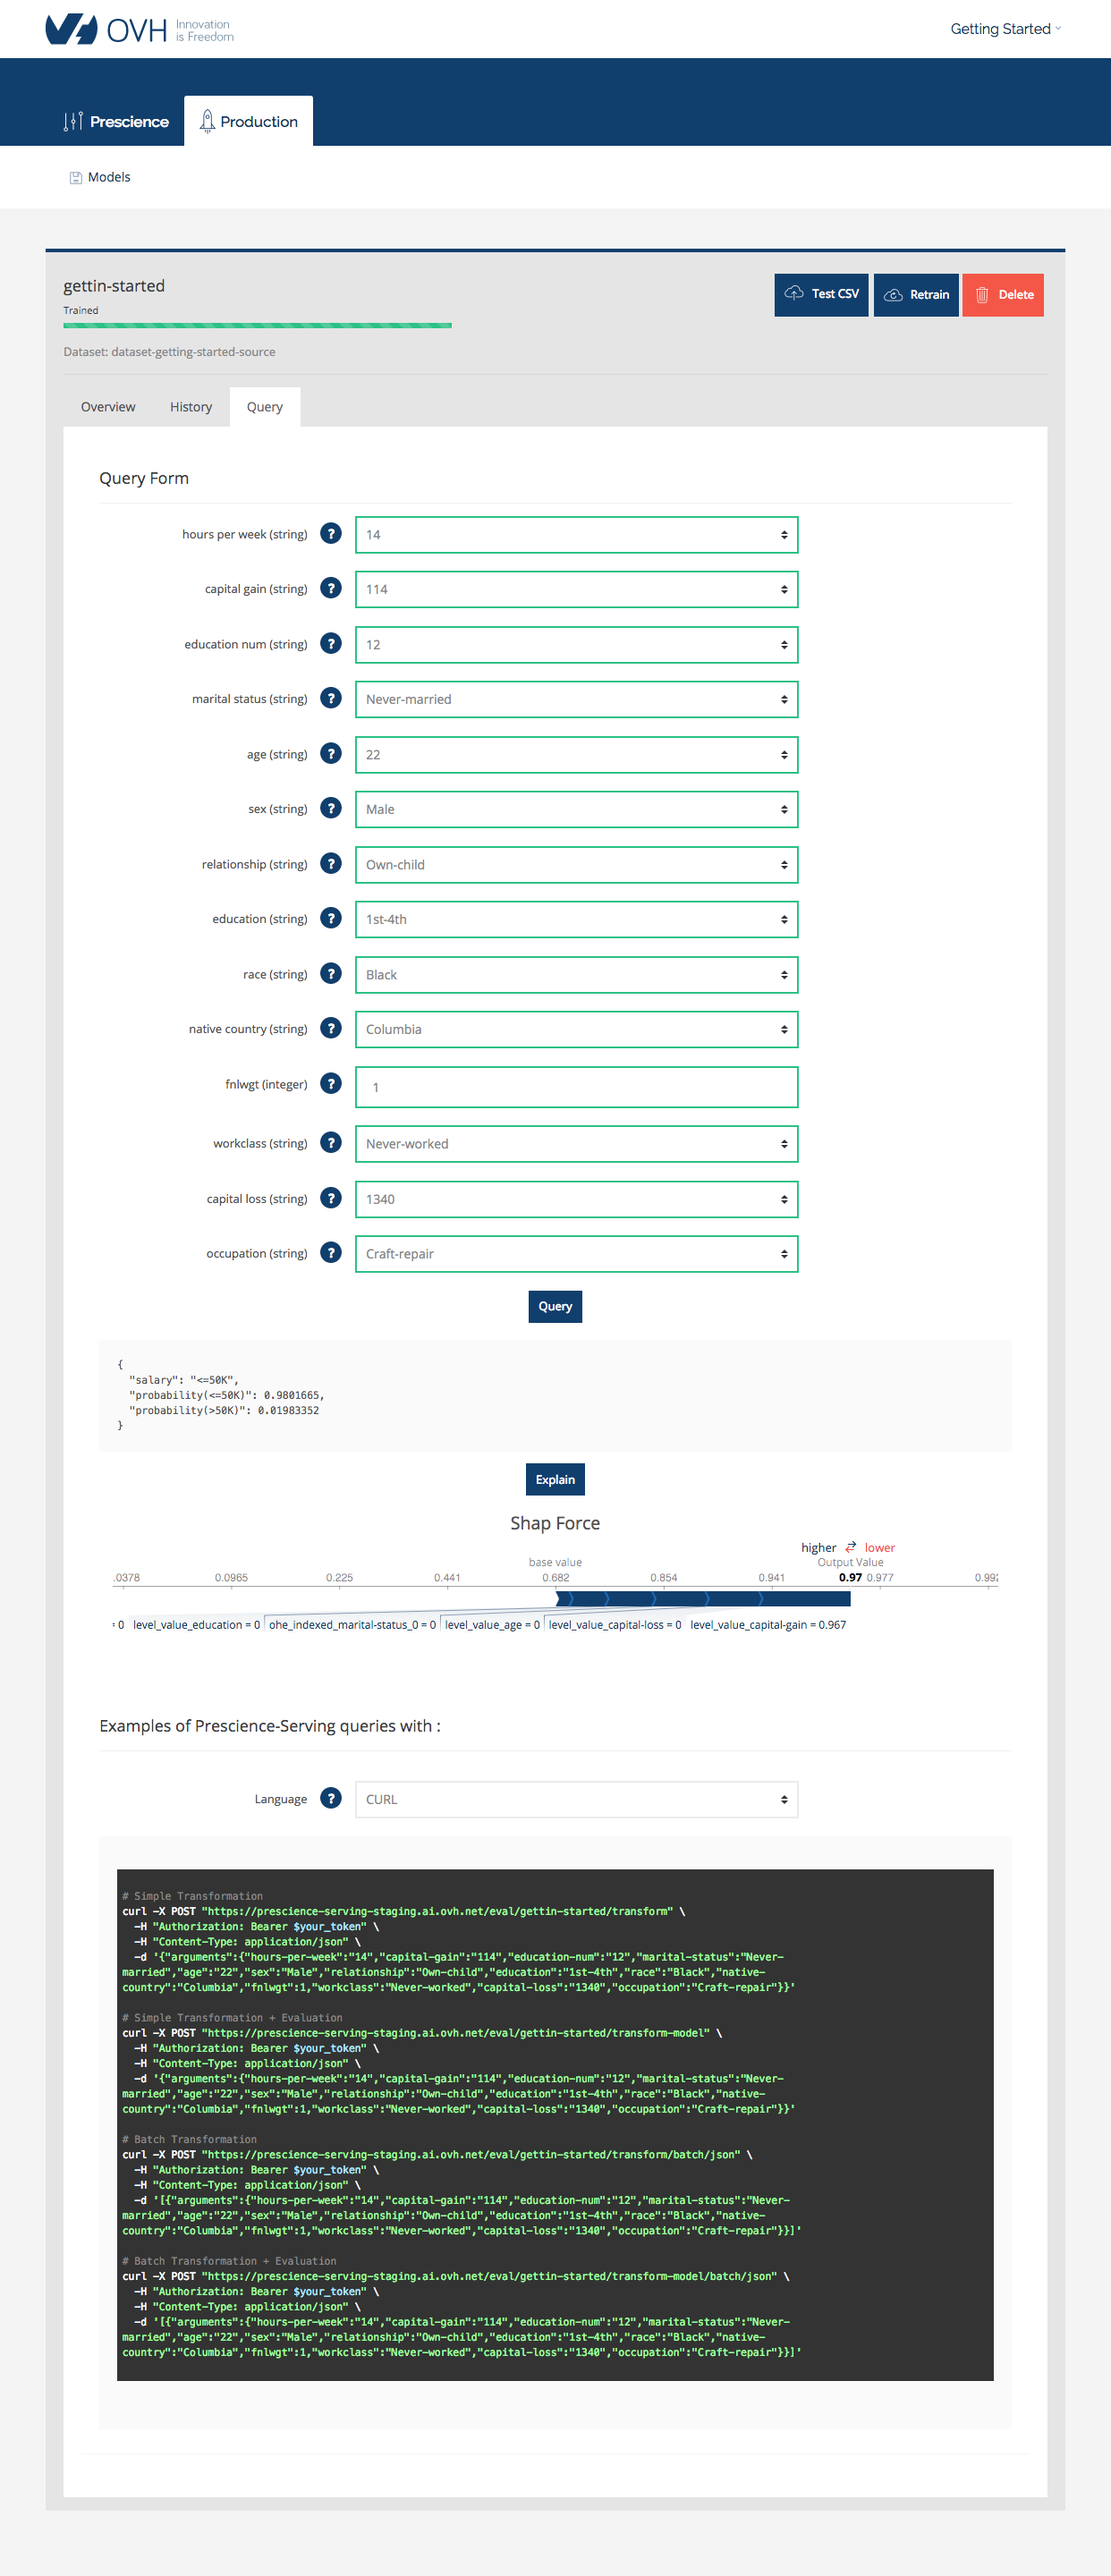 OVH Innovation
is Freedom
Getting Started
Prescience
Production
Models
gettin-started
Trained
Dataset: dataset-getting-started-source
Test CSV
Retrain
Delete
Overview
History
Query
Query Form
hours per week (string) ? 14
capital gain (string) ? 114
education num (string) ? 12
marital status (string) ? Never-married
age (string) ? 22
sex (string) ? Male
relationship (string) ? Own-child
education (string) ? 1st-4th
race (string) ? Black
native country (string) ? Columbia
fnlwgt (integer) ? 1
workclass (string) ? Never-worked
capital loss (string) ? 1340
occupation (string) ? Craft-repair
Query
{
"salary": "<=50K",
"probability(<=50K)": 0.9801665,
"probability(>50K)": 0.01983352
}
Explain
Shap Force
higher ⇄ lower
base value Output Value
.0378 0.0965 0.225 0.441 0.682 0.854 0.941 0.97 0.977 0.992
= 0 level_value_education = 0 ohe_indexed_marital-status_0 = 0 level_value_age = 0 level_value_capital-loss = 0 level_value_capital-gain = 0.967
Examples of Prescience-Serving queries with :
Language ? CURL
# Simple Transformation
curl -X POST "https://prescience-serving-staging.ai.ovh.net/eval/gettin-started/transform" \
-H "Authorization: Bearer $your_token" \
-H "Content-Type: application/json" \
-d '{"arguments":{"hours-per-week":"14","capital-gain":"114","education-num":"12","marital-status":"Never-
married","age":"22","sex":"Male","relationship":"Own-child","education":"1st-4th","race":"Black","native-
country":"Columbia","fnlwgt":1,"workclass":"Never-worked","capital-loss":"1340","occupation":"Craft-repair"}}'
# Simple Transformation + Evaluation
curl -X POST "https://prescience-serving-staging.ai.ovh.net/eval/gettin-started/transform-model" \
-H "Authorization: Bearer $your_token" \
-H "Content-Type: application/json" \
-d '{"arguments":{"hours-per-week":"14","capital-gain":"114","education-num":"12","marital-status":"Never-
married","age":"22","sex":"Male","relationship":"Own-child","education":"1st-4th","race":"Black","native-
country":"Columbia","fnlwgt":1,"workclass":"Never-worked","capital-loss":"1340","occupation":"Craft-repair"}}'
# Batch Transformation
curl -X POST "https://prescience-serving-staging.ai.ovh.net/eval/gettin-started/transform/batch/json" \
-H "Authorization: Bearer $your_token" \
-H "Content-Type: application/json" \
-d '[{"arguments":{"hours-per-week":"14","capital-gain":"114","education-num":"12","marital-status":"Never-
married","age":"22","sex":"Male","relationship":"Own-child","education":"1st-4th","race":"Black","native-
country":"Columbia","fnlwgt":1,"workclass":"Never-worked","capital-loss":"1340","occupation":"Craft-repair"}}]'
# Batch Transformation + Evaluation
curl -X POST "https://prescience-serving-staging.ai.ovh.net/eval/gettin-started/transform-model/batch/json" \
-H "Authorization: Bearer $your_token" \
-H "Content-Type: application/json" \
-d '[{"arguments":{"hours-per-week":"14","capital-gain":"114","education-num":"12","marital-status":"Never-
married","age":"22","sex":"Male","relationship":"Own-child","education":"1st-4th","race":"Black","native-
country":"Columbia","fnlwgt":1,"workclass":"Never-worked","capital-loss":"1340","occupation":"Craft-repair"}}]'